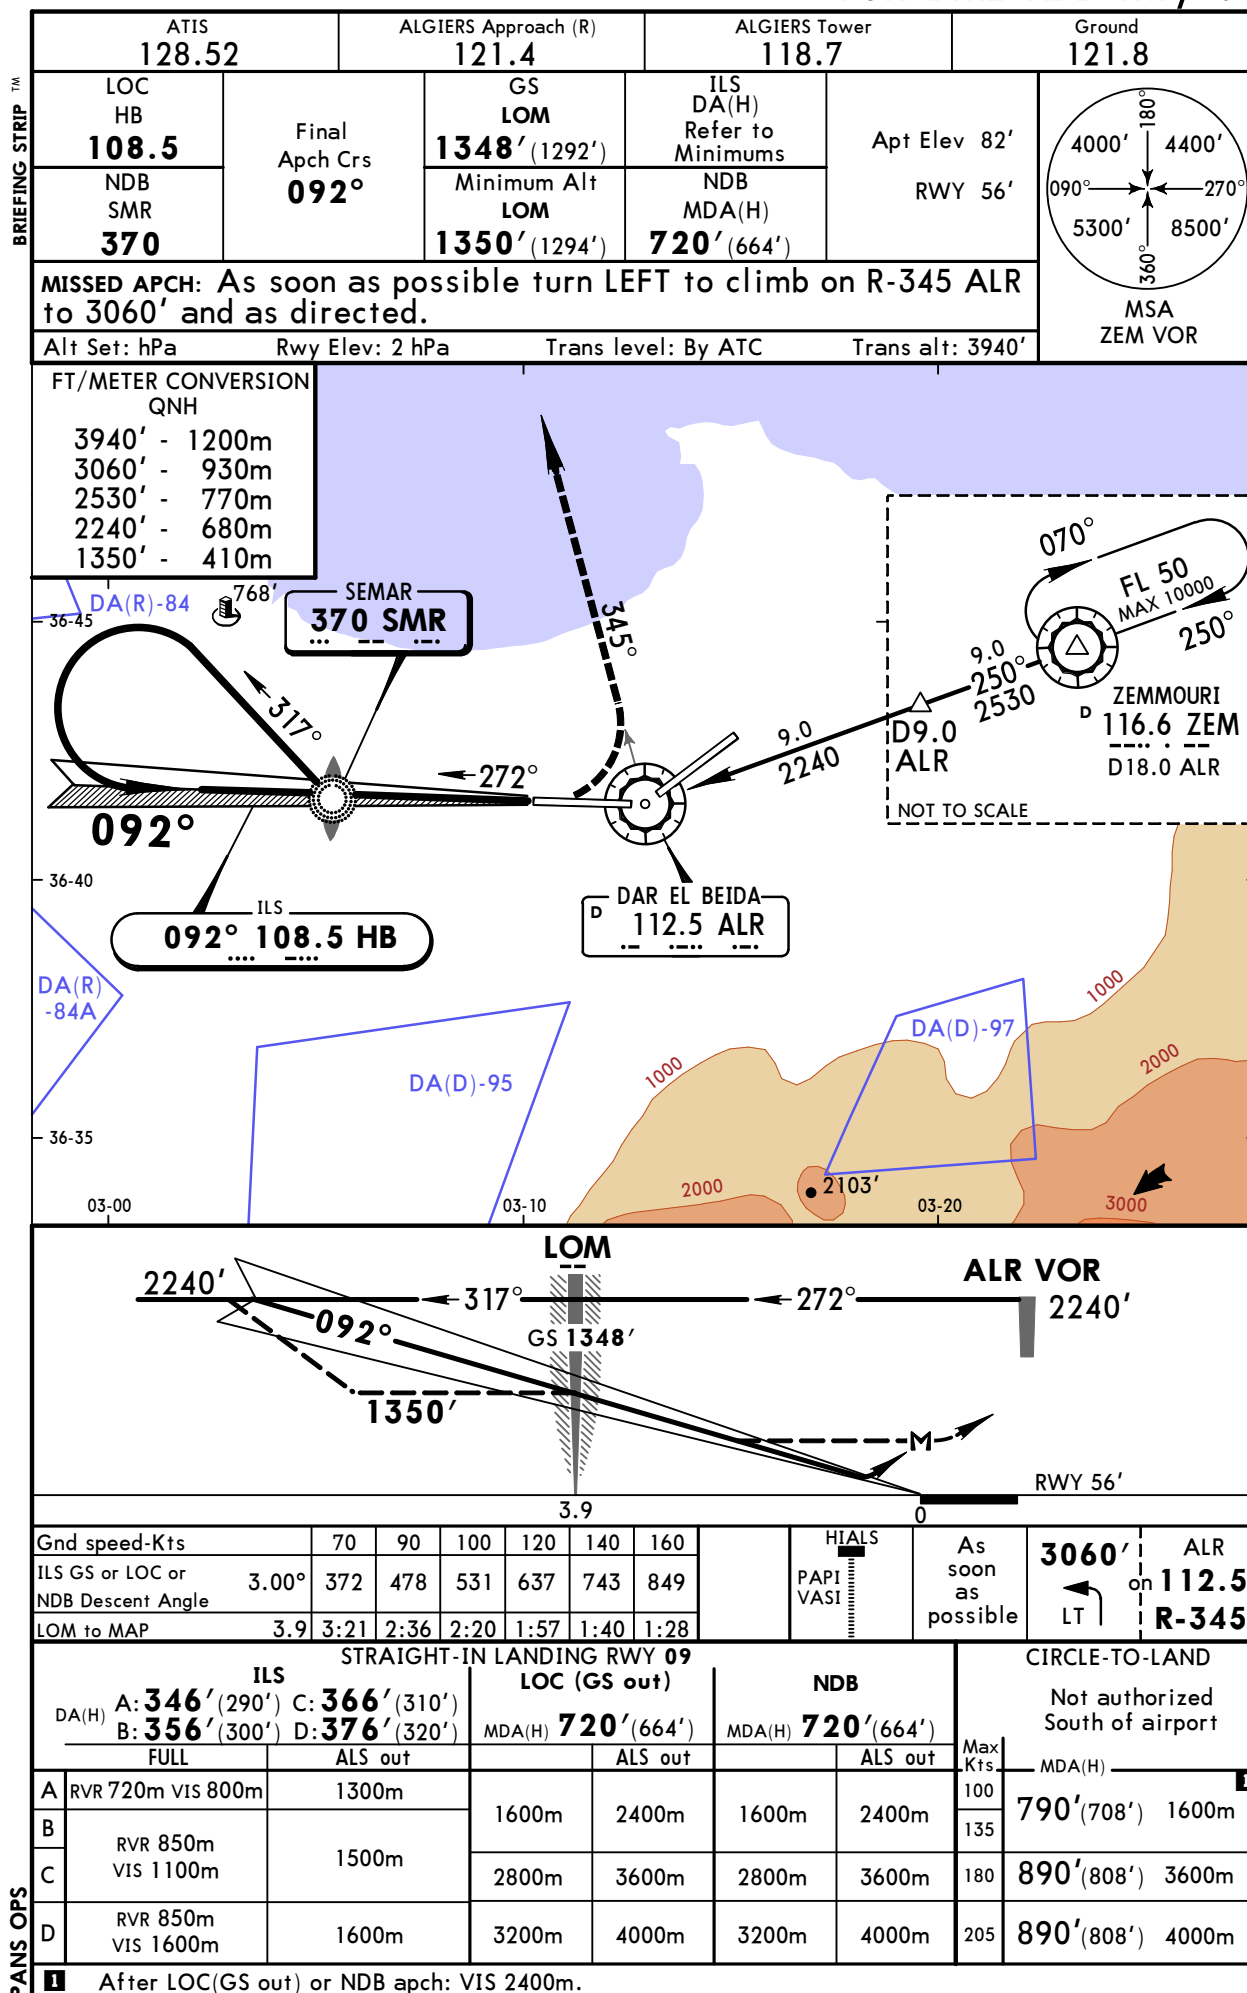 ATIS
128.52
ALGIERS Approach (R)
121.4
ALGIERS Tower
118.7
Ground
121.8
BRIEFING STRIP ™
LOC
HB
108.5
Final
Apch Crs
092°
GS
LOM
1348' (1292')
ILS
DA(H)
Refer to
Minimums
Apt Elev 82'
RWY 56'
NDB
SMR
370
Minimum Alt
LOM
1350' (1294')
NDB
MDA(H)
720' (664')
180°
4000' 4400'
090° 270°
5300' 8500'
360°
MSA
ZEM VOR
MISSED APCH: As soon as possible turn LEFT to climb on R-345 ALR
to 3060' and as directed.
Alt Set: hPa Rwy Elev: 2 hPa Trans level: By ATC Trans alt: 3940'
FT/METER CONVERSION
QNH
3940' - 1200m
3060' - 930m
2530' - 770m
2240' - 680m
1350' - 410m
DA(R)-84
768'
36-45
SEMAR
370 SMR
317°
345°
272°
092°
070°
FL 50
MAX 10000
250°
9.0
250°
2530
9.0
2240
D9.0
ALR
ZEMMOURI
D 116.6 ZEM
D18.0 ALR
NOT TO SCALE
36-40
ILS
092° 108.5 HB
DAR EL BEIDA
D 112.5 ALR
DA(R)
-84A
DA(D)-95
DA(D)-97
1000
1000
2000
2000
3000
2103'
36-35
03-00
03-10
03-20
LOM
ALR VOR
2240'
317°
272°
2240'
092°
GS 1348'
1350'
M
RWY 56'
3.9
0
Gnd speed-Kts 70 90 100 120 140 160
ILS GS or LOC or
NDB Descent Angle 3.00° 372 478 531 637 743 849
LOM to MAP 3.9 3:21 2:36 2:20 1:57 1:40 1:28
HIALS
PAPI
VASI
As
soon
as
possible
3060'
LT
on
ALR
112.5
R-345
STRAIGHT-IN LANDING RWY 09
CIRCLE-TO-LAND
ILS
DA(H) A: 346' (290') C: 366' (310')
B: 356' (300') D: 376' (320')
LOC (GS out)
MDA(H) 720' (664')
NDB
MDA(H) 720' (664')
Not authorized
South of airport
FULL ALS out ALS out ALS out
Max
Kts
MDA(H)
A RVR 720m VIS 800m 1300m
B
RVR 850m
VIS 1100m
1500m
1600m 2400m 1600m 2400m
100
135
790' (708') 1600m
1
C 2800m 3600m 2800m 3600m 180 890' (808') 3600m
D
RVR 850m
VIS 1600m
1600m 3200m 4000m 3200m 4000m 205 890' (808') 4000m
PANS OPS
1 After LOC(GS out) or NDB apch: VIS 2400m.